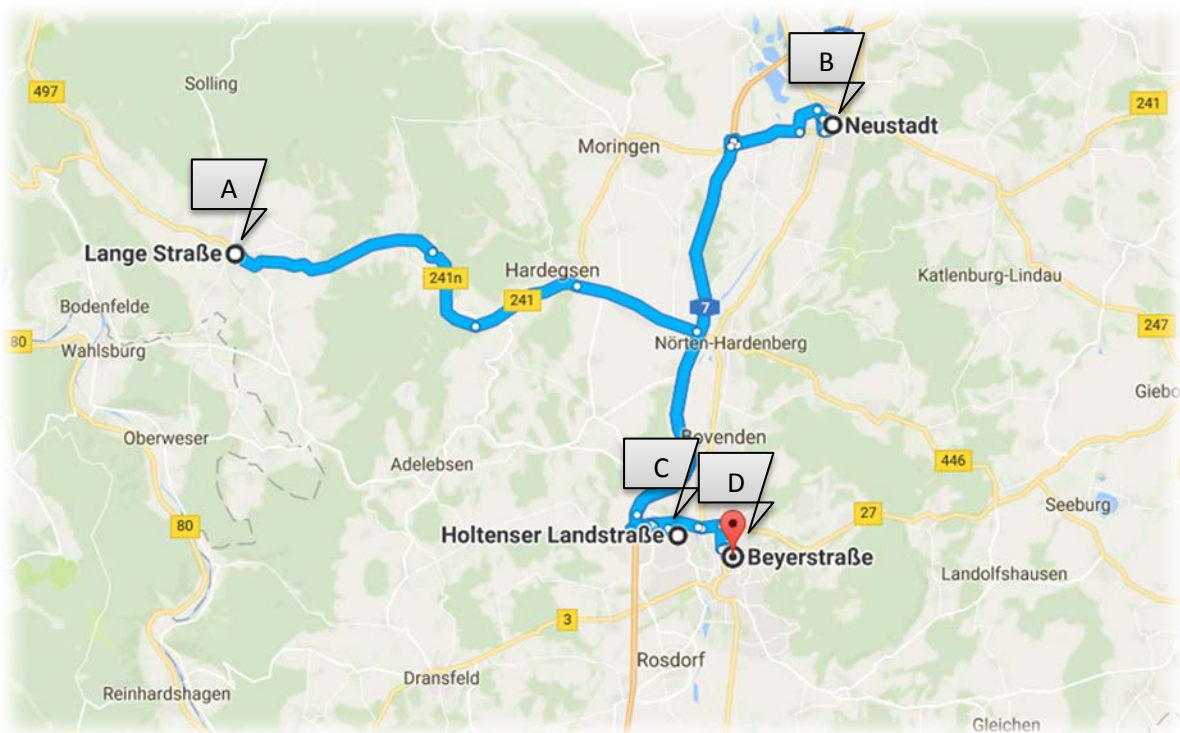 B
497
Solling
241
Neustadt
Moringen
A
Lange Straße
Hardegsen
241n
241
Katlenburg-Lindau
Bodenfelde
7
247
80
Wahlsburg
Nörten-Hardenberg
Giebo
Oberweser
Bovenden
Adelebsen
C
D
446
Seeburg
80
27
Holtenser Landstraße
Beyerstraße
Landolfshausen
3
Rosdorf
Dransfeld
Reinhardshagen
Gleichen